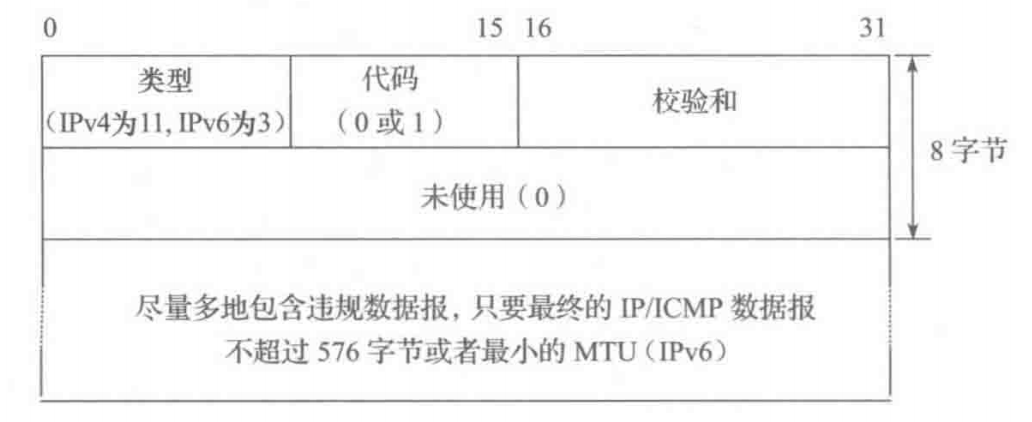 0 15 16 31
类型 代码 校验和
(IPv4为11, IPv6为3) (0或1)
8 字节
未使用(0)
尽量多地包含违规数据报, 只要最终的 IP/ICMP 数据报
不超过 576 字节或者最小的 MTU(IPv6)